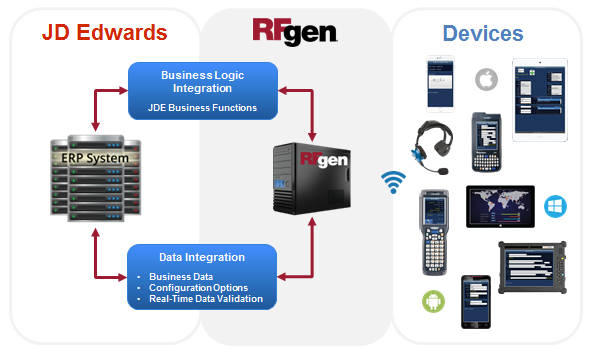 JD Edwards
RFgen
Devices
Business Logic
Integration
JDE Business Functions
ERP System
RFgen
Data Integration
• Business Data
• Configuration Options
• Real-Time Data Validation